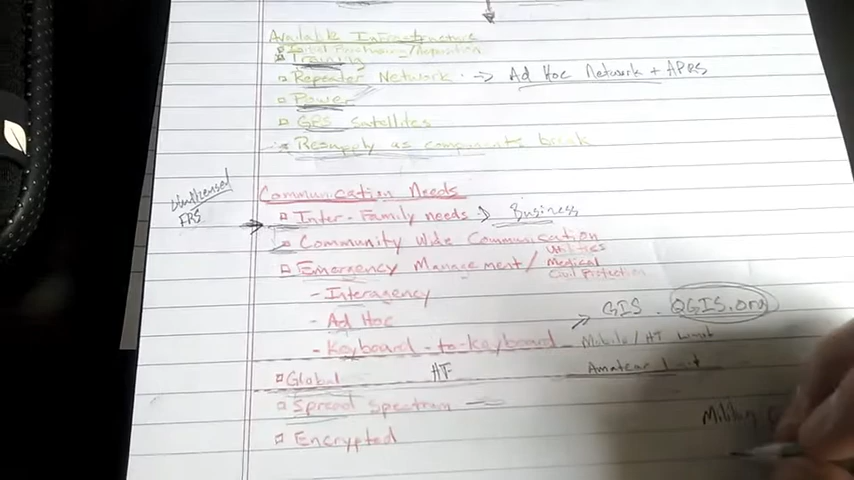 Available Infrastructure
Training
Repeater Network -> Ad Hoc Network + APRS
Power
GPS Satellites
Resupply as components break
Unlicensed
FRS
Communication Needs
Inter-Family needs -> Business
Community Wide Communication
Emergency Management / Utilities
Medical
Civil Protection
- Interagency
- Ad Hoc
-> GIS . QGIS.org
- Keyboard-to-keyboard
Mobile/HT Limit
Global HT
Amateur Limit
Spread Spectrum
Military
Encrypted